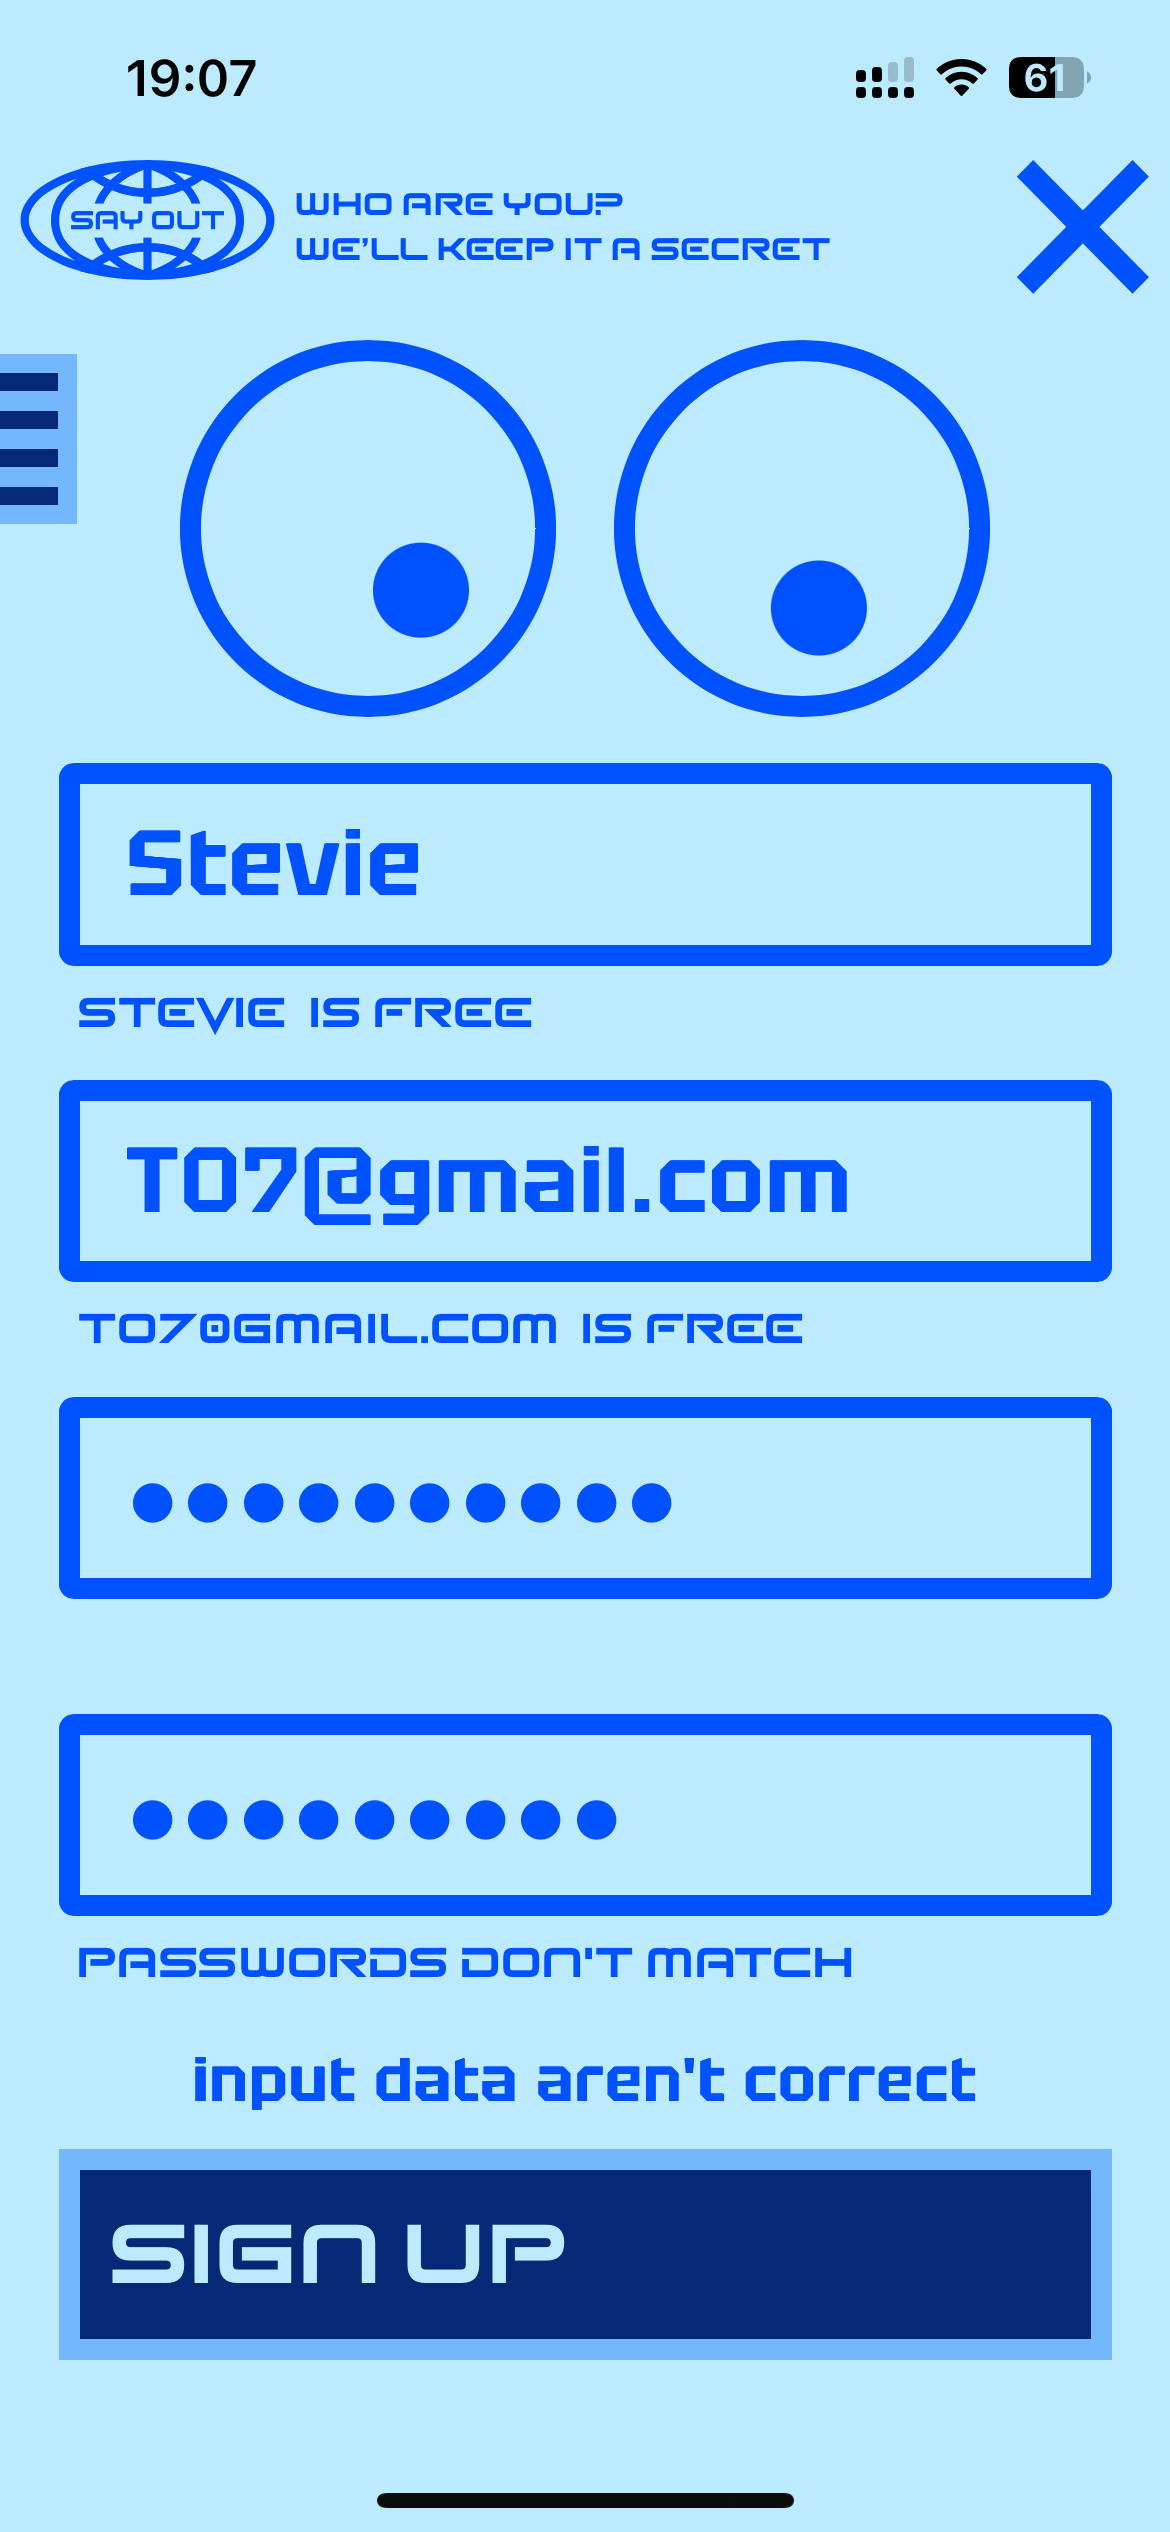 19:07
61
SAY OUT
WHO ARE YOU?
WE'LL KEEP IT A SECRET
Stevie
STEVIE IS FREE
T07@gmail.com
TO7@GMAIL.COM IS FREE
PASSWORDS DON'T MATCH
input data aren't correct
SIGN UP